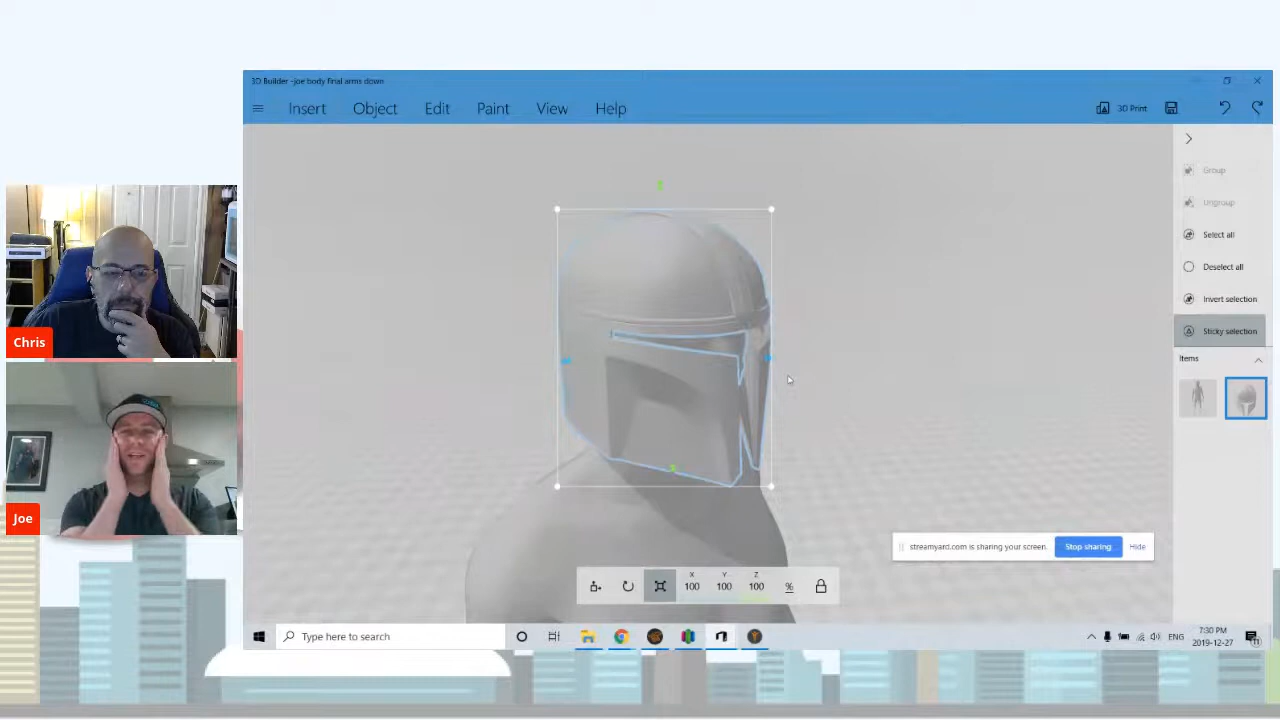 3D Builder -joe body final arms down
Insert Object Edit Paint View Help
3D Print
Group
Ungroup
Select all
Deselect all
Invert selection
Sticky selection
Items
Chris
Joe
streamyard.com is sharing your screen.
Stop sharing
Hide
X Y Z
100 100 100 %
Type here to search
ENG
7:30 PM
2019-12-27